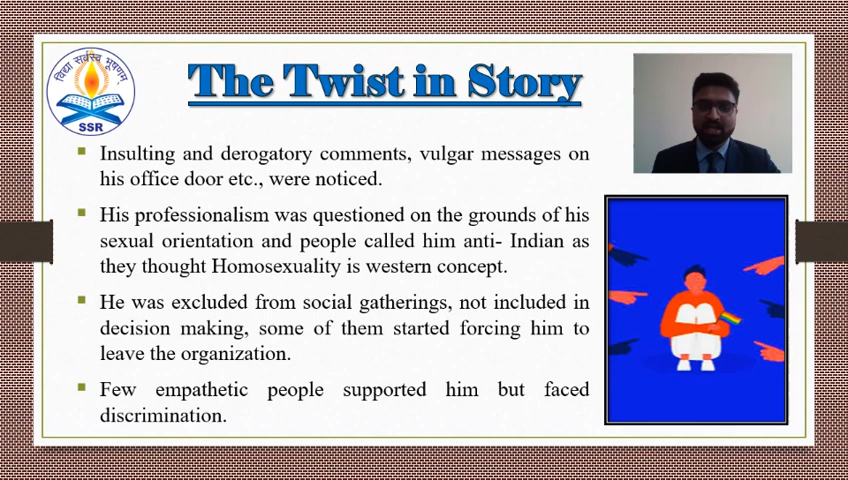 विद्या सर्वस्व भूषणम्
SSR
The Twist in Story
Insulting and derogatory comments, vulgar messages on
his office door etc., were noticed.
His professionalism was questioned on the grounds of his
sexual orientation and people called him anti- Indian as
they thought Homosexuality is western concept.
He was excluded from social gatherings, not included in
decision making, some of them started forcing him to
leave the organization.
Few empathetic people supported him but faced
discrimination.